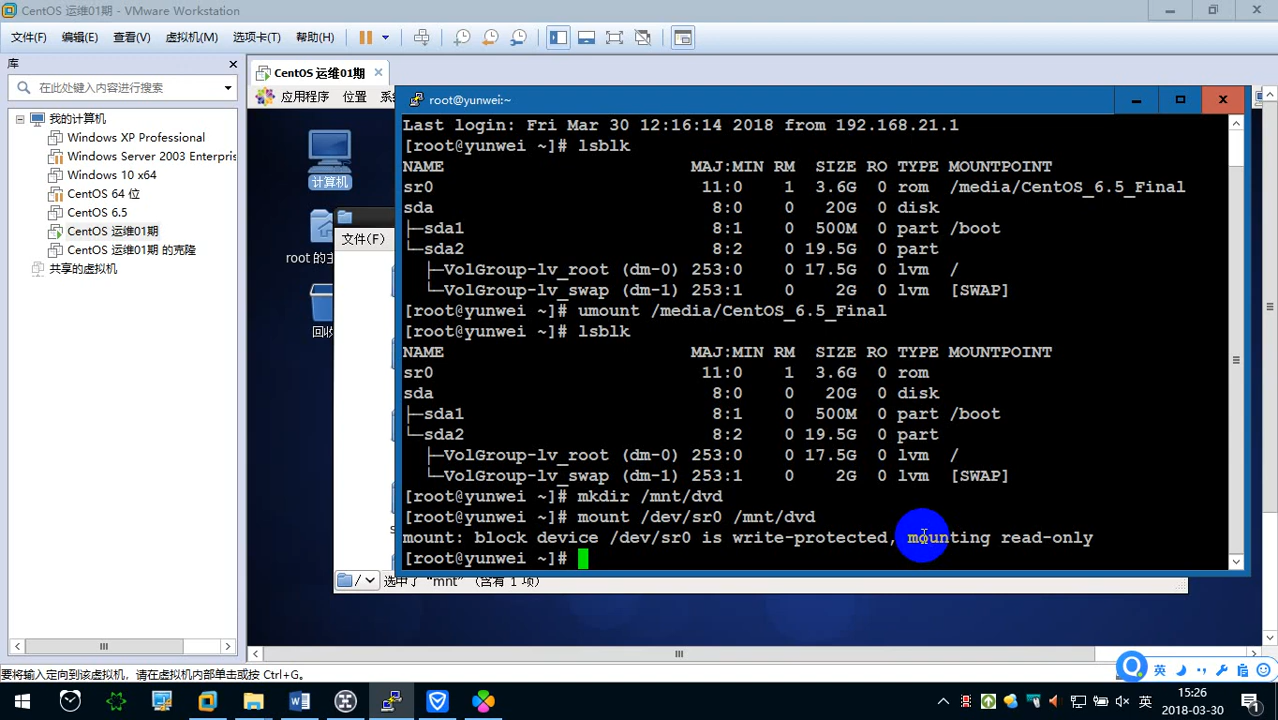 CentOS 运维01期 - VMware Workstation
文件(F) 编辑(E) 查看(V) 虚拟机(M) 选项卡(T) 帮助(H)
库
在此处键入内容进行搜索
我的计算机
Windows XP Professional
Windows Server 2003 Enterpris
Windows 10 x64
CentOS 64 位
CentOS 6.5
CentOS 运维01期
CentOS 运维01期 的克隆
共享的虚拟机
CentOS 运维01期
应用程序 位置
计算机
root 的
文件(F)
root@yunwei:~
Last login: Fri Mar 30 12:16:14 2018 from 192.168.21.1
[root@yunwei ~]# lsblk
NAME MAJ:MIN RM SIZE RO TYPE MOUNTPOINT
sr0 11:0 1 3.6G 0 rom /media/CentOS_6.5_Final
sda 8:0 0 20G 0 disk
├─sda1 8:1 0 500M 0 part /boot
└─sda2 8:2 0 19.5G 0 part
├─VolGroup-lv_root (dm-0) 253:0 0 17.5G 0 lvm /
└─VolGroup-lv_swap (dm-1) 253:1 0 2G 0 lvm [SWAP]
[root@yunwei ~]# umount /media/CentOS_6.5_Final
[root@yunwei ~]# lsblk
NAME MAJ:MIN RM SIZE RO TYPE MOUNTPOINT
sr0 11:0 1 3.6G 0 rom
sda 8:0 0 20G 0 disk
├─sda1 8:1 0 500M 0 part /boot
└─sda2 8:2 0 19.5G 0 part
├─VolGroup-lv_root (dm-0) 253:0 0 17.5G 0 lvm /
└─VolGroup-lv_swap (dm-1) 253:1 0 2G 0 lvm [SWAP]
[root@yunwei ~]# mkdir /mnt/dvd
[root@yunwei ~]# mount /dev/sr0 /mnt/dvd
mount: block device /dev/sr0 is write-protected, mounting read-only
[root@yunwei ~]#
/ 选中了 “mnt” (含有 1 项)
要将输入定向到该虚拟机，请在虚拟机内部单击或按 Ctrl+G。
英
英 15:26
2018-03-30